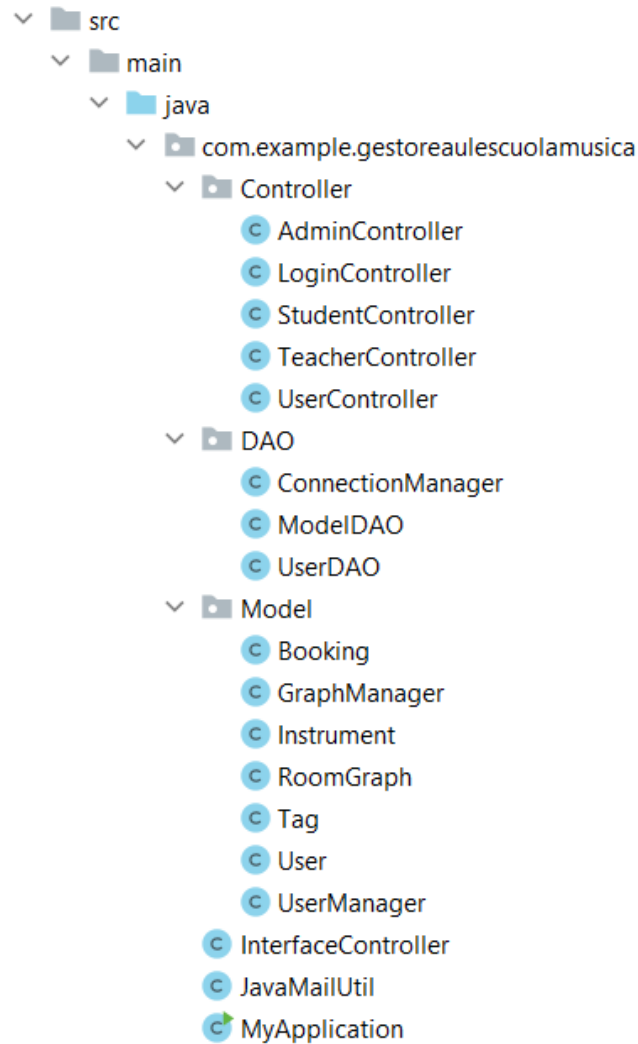 src
main
java
com.example.gestoreaulescuolamusica
Controller
C AdminController
C LoginController
C StudentController
C TeacherController
C UserController
DAO
C ConnectionManager
C ModelDAO
C UserDAO
Model
C Booking
C GraphManager
C Instrument
C RoomGraph
C Tag
C User
C UserManager
C InterfaceController
C JavaMailUtil
C MyApplication